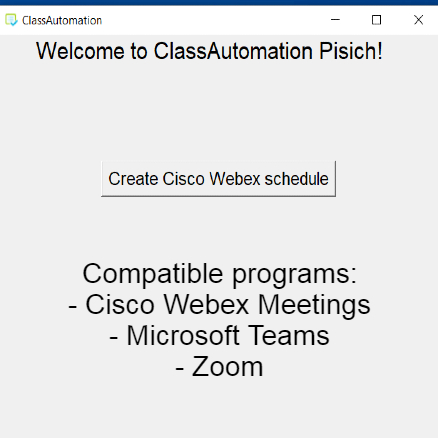 ClassAutomation
Welcome to ClassAutomation Pisich!
Create Cisco Webex schedule
Compatible programs:
- Cisco Webex Meetings
- Microsoft Teams
- Zoom